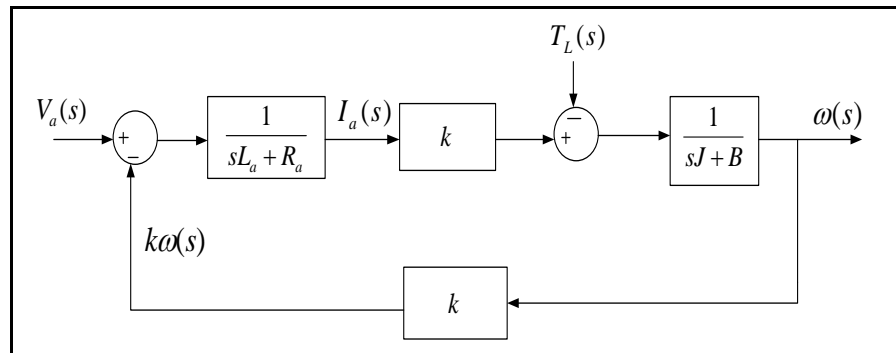 T_L(s)
V_a(s)
+
−
1
sL_a + R_a
I_a(s)
k
−
+
1
sJ + B
ω(s)
kω(s)
k